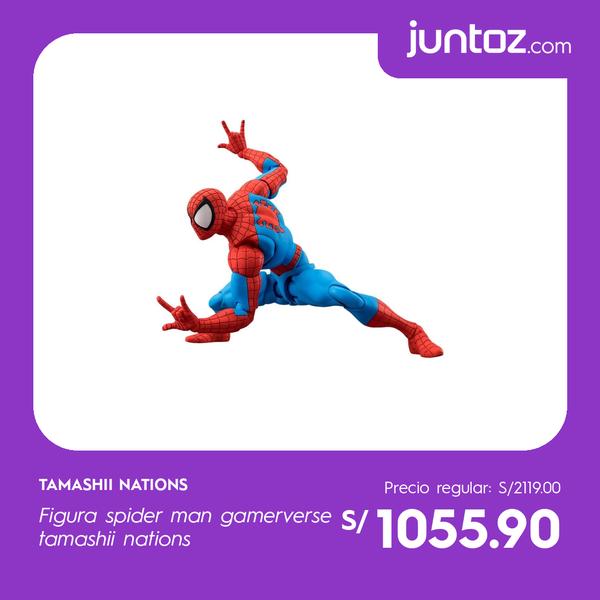 juntoz.com
TAMASHII NATIONS
Precio regular: S/2119.00
Figura spider man gamerverse
tamashii nations
S/ 1055.90